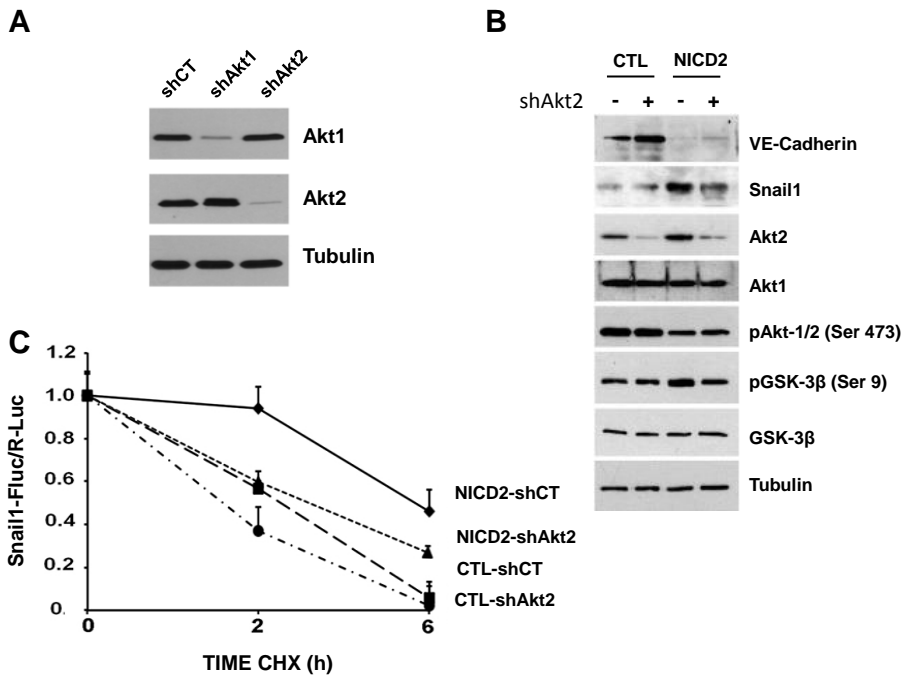 A
shCT shAkt1 shAkt2
Akt1
Akt2
Tubulin
B
CTL NICD2
shAkt2 - + - +
VE-Cadherin
Snail1
Akt2
Akt1
pAkt-1/2 (Ser 473)
pGSK-3β (Ser 9)
GSK-3β
Tubulin
C
Snail1-Fluc/R-Luc
1.2
1.0
0.8
0.6
0.4
0.2
0.
0 2 6
TIME CHX (h)
NICD2-shCT
NICD2-shAkt2
CTL-shCT
CTL-shAkt2